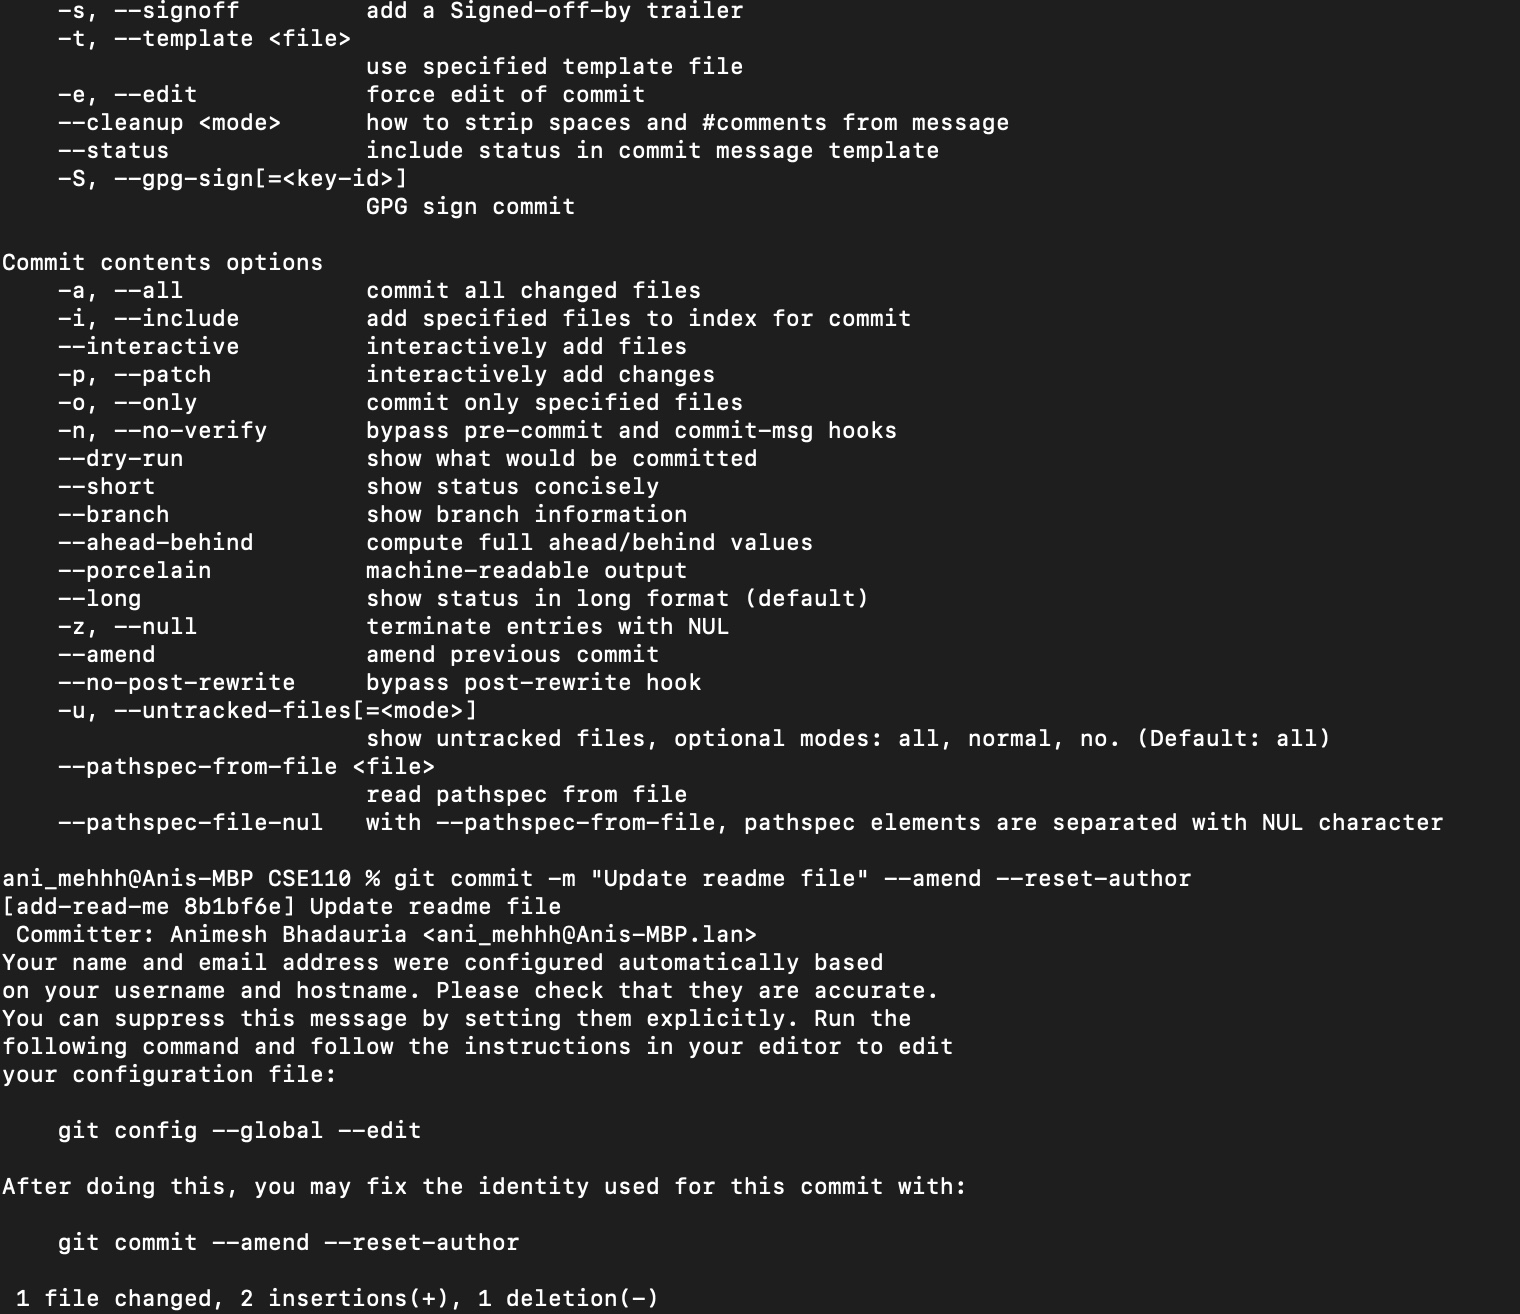 -s, --signoff add a Signed-off-by trailer
-t, --template <file>
use specified template file
-e, --edit force edit of commit
--cleanup <mode> how to strip spaces and #comments from message
--status include status in commit message template
-S, --gpg-sign[=<key-id>]
GPG sign commit
Commit contents options
-a, --all commit all changed files
-i, --include add specified files to index for commit
--interactive interactively add files
-p, --patch interactively add changes
-o, --only commit only specified files
-n, --no-verify bypass pre-commit and commit-msg hooks
--dry-run show what would be committed
--short show status concisely
--branch show branch information
--ahead-behind compute full ahead/behind values
--porcelain machine-readable output
--long show status in long format (default)
-z, --null terminate entries with NUL
--amend amend previous commit
--no-post-rewrite bypass post-rewrite hook
-u, --untracked-files[=<mode>]
show untracked files, optional modes: all, normal, no. (Default: all)
--pathspec-from-file <file>
read pathspec from file
--pathspec-file-nul with --pathspec-from-file, pathspec elements are separated with NUL character
ani_mehhh@Anis-MBP CSE110 % git commit -m "Update readme file" --amend --reset-author
[add-read-me 8b1bf6e] Update readme file
Committer: Animesh Bhadauria <ani_mehhh@Anis-MBP.lan>
Your name and email address were configured automatically based
on your username and hostname. Please check that they are accurate.
You can suppress this message by setting them explicitly. Run the
following command and follow the instructions in your editor to edit
your configuration file:
git config --global --edit
After doing this, you may fix the identity used for this commit with:
git commit --amend --reset-author
1 file changed, 2 insertions(+), 1 deletion(-)